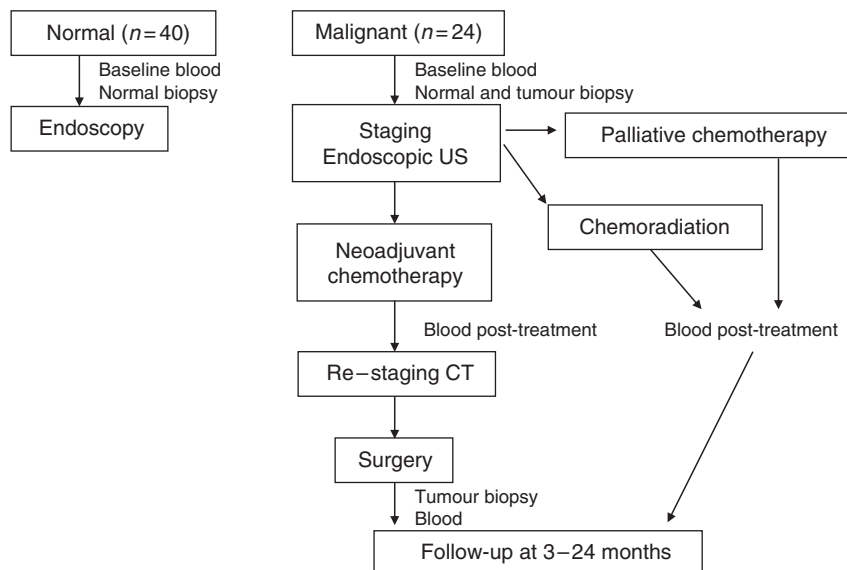 Normal (n=40)
Baseline blood
Normal biopsy
Endoscopy
Malignant (n=24)
Baseline blood
Normal and tumour biopsy
Staging
Endoscopic US
Palliative chemotherapy
Chemoradiation
Neoadjuvant
chemotherapy
Blood post-treatment
Blood post-treatment
Re–staging CT
Surgery
Tumour biopsy
Blood
Follow-up at 3–24 months